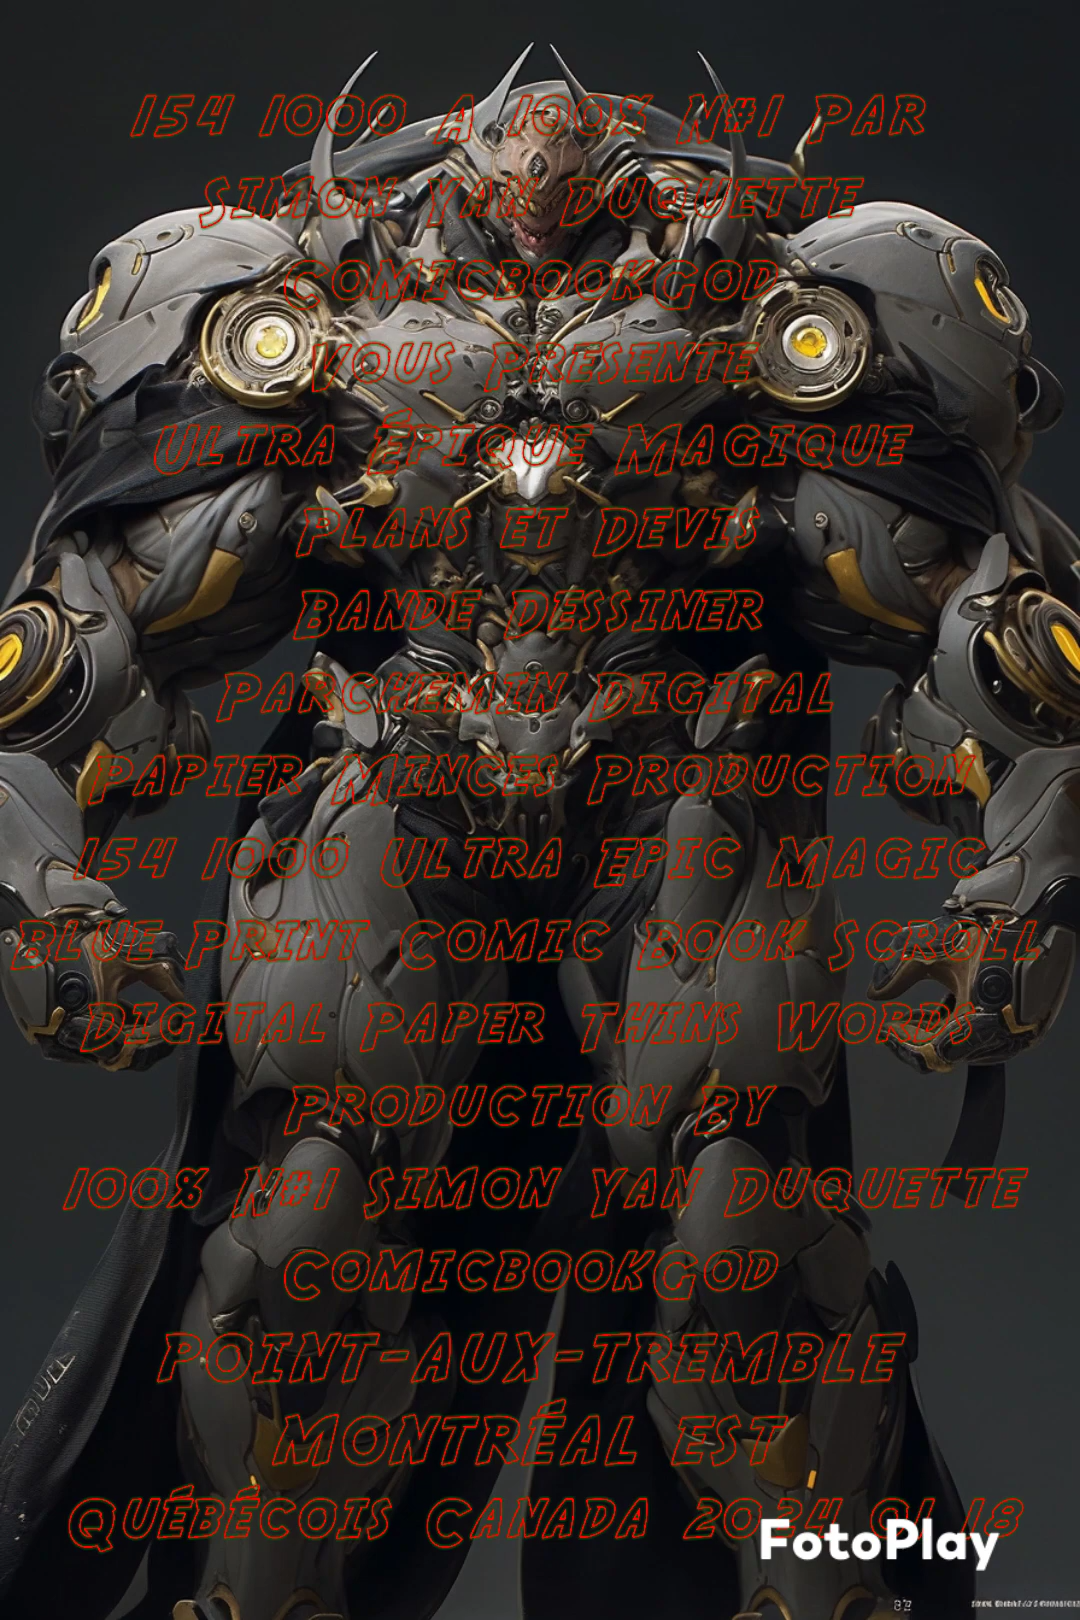 154 1000 A 100% N#1 Par
Simon Yan Duquette
ComicbookGod
Vous Presente
Ultra Épique Magique
Plans et Devis
Bande Dessiner
Parchemin Digital
Papier Minces Production
154 1000 Ultra Epic Magic
Blue Print Comic Book Scroll
Digital Paper Thins Words
Production By
100% N#1 Simon Yan Duquette
ComicbookGod
Point-aux-Tremble
Montréal Est
Québécois Canada 2024 01 18
FotoPlay